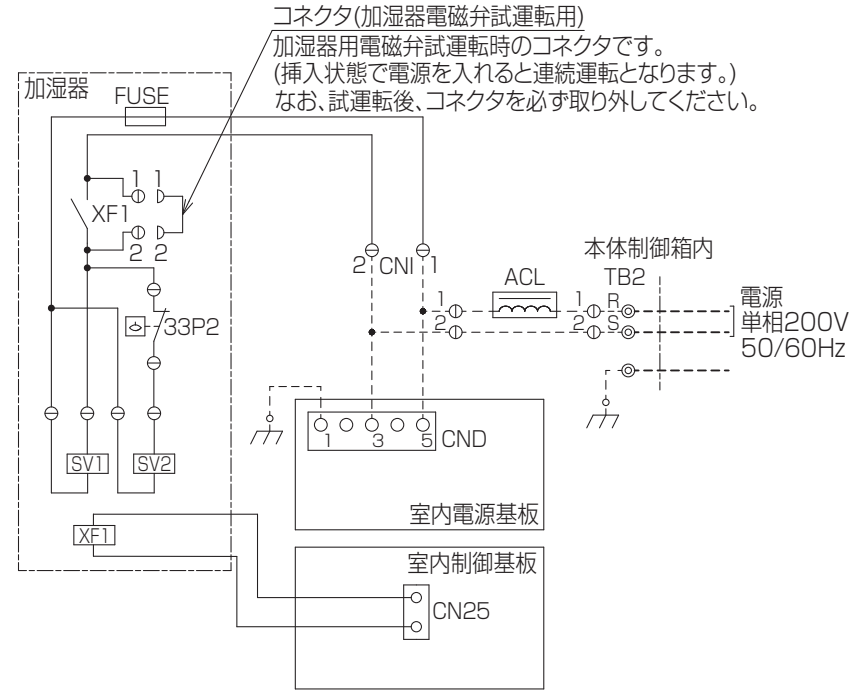 コネクタ(加湿器電磁弁試運転用)
加湿器用電磁弁試運転時のコネクタです。
(挿入状態で電源を入れると連続運転となります。)
なお、試運転後、コネクタを必ず取り外してください。
加湿器
FUSE
1 1
XF1
2 2
33P2
2 CNI 1
本体制御箱内
ACL
TB2
1 1 R
2 2 S
電源
単相200V
50/60Hz
1 3 5 CND
SV1 SV2
室内電源基板
XF1
室内制御基板
CN25